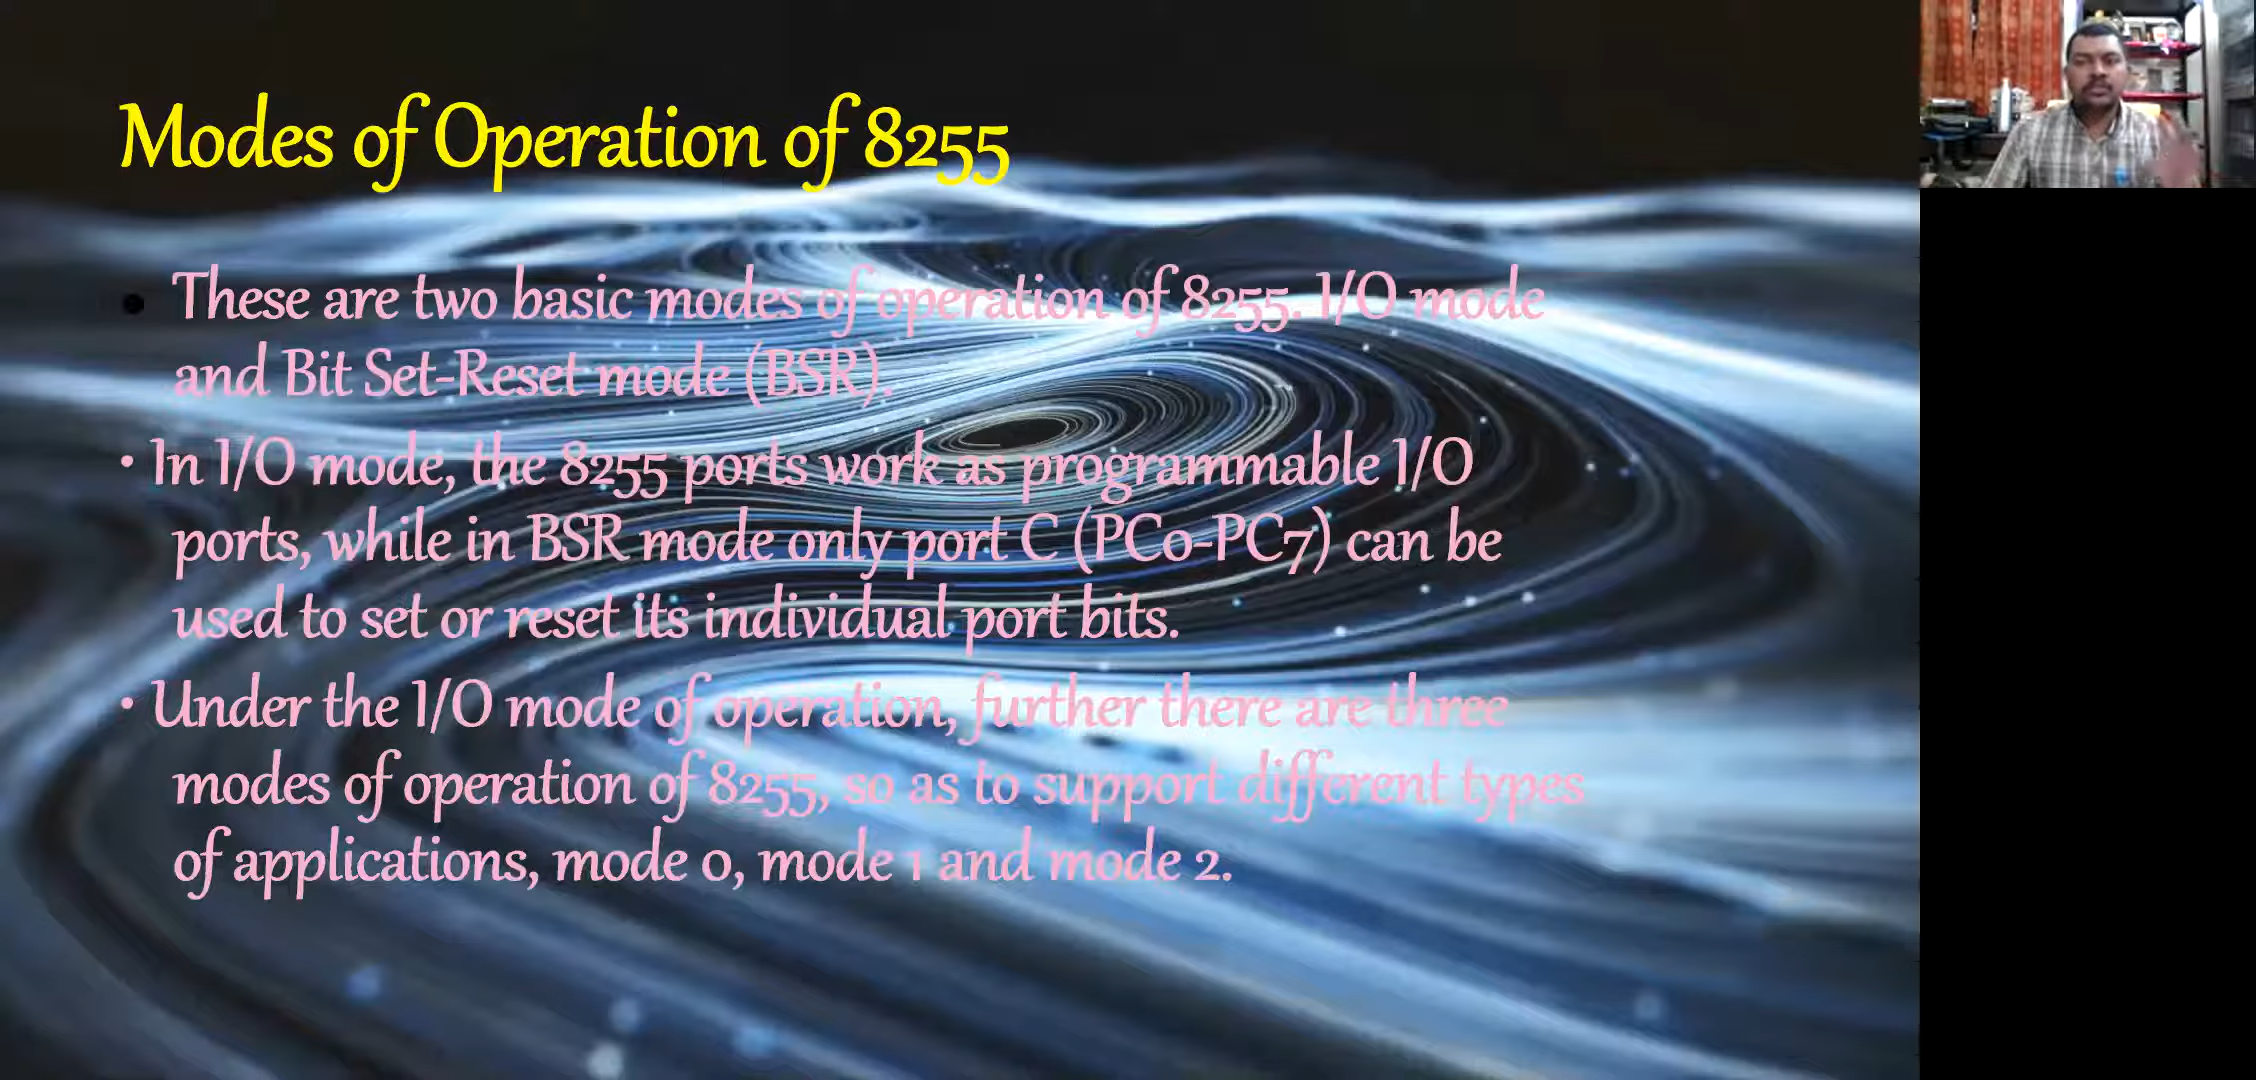 Modes of Operation of 8255
• These are two basic modes of operation of 8255. I/O mode
and Bit Set-Reset mode (BSR).
• In I/O mode, the 8255 ports work as programmable I/O
ports, while in BSR mode only port C (PC0-PC7) can be
used to set or reset its individual port bits.
• Under the I/O mode of operation, further there are three
modes of operation of 8255, so as to support different types
of applications, mode 0, mode 1 and mode 2.